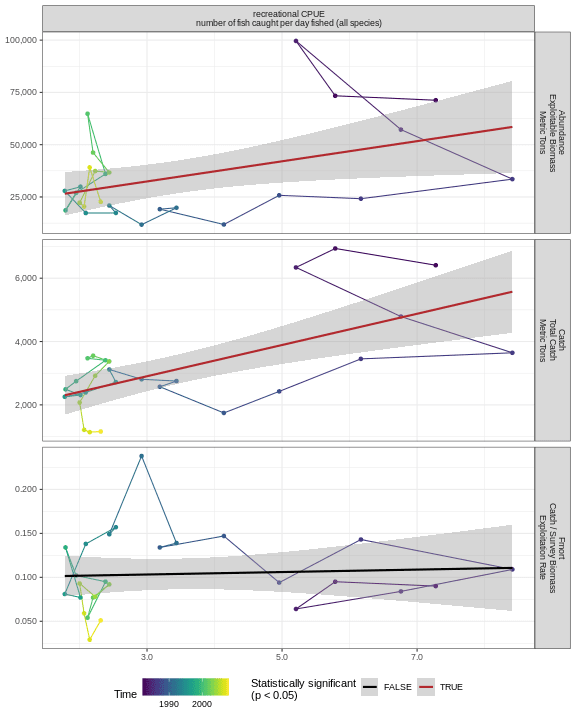 recreational CPUE
number of fish caught per day fished (all species)
100,000
75,000
50,000
25,000
Abundance
Exploitable Biomass
Metric Tons
6,000
4,000
2,000
Catch
Total Catch
Metric Tons
0.200
0.150
0.100
0.050
Fmort
Catch / Survey Biomass
Exploitation Rate
3.0
5.0
7.0
Time
1990
2000
Statistically significant
(p < 0.05)
FALSE
TRUE